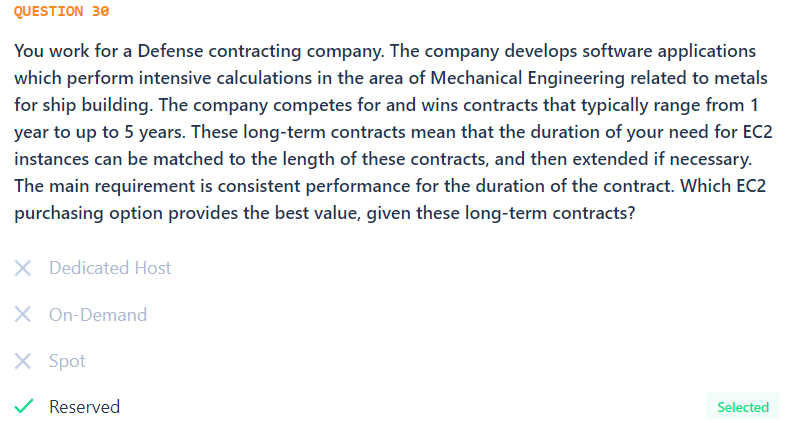 QUESTION 30
You work for a Defense contracting company. The company develops software applications
which perform intensive calculations in the area of Mechanical Engineering related to metals
for ship building. The company competes for and wins contracts that typically range from 1
year to up to 5 years. These long-term contracts mean that the duration of your need for EC2
instances can be matched to the length of these contracts, and then extended if necessary.
The main requirement is consistent performance for the duration of the contract. Which EC2
purchasing option provides the best value, given these long-term contracts?
Dedicated Host
On-Demand
Spot
Reserved
Selected